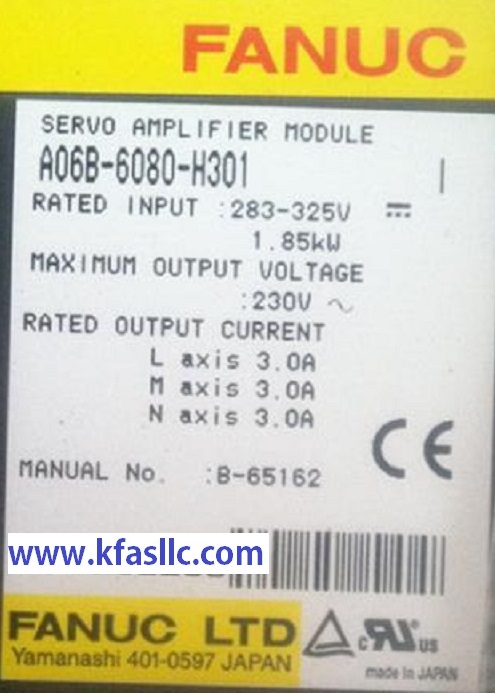 FANUC
SERVO AMPLIFIER MODULE
A06B-6080-H301
RATED INPUT :283-325V
1.85kW
MAXIMUM OUTPUT VOLTAGE
:230V ~
RATED OUTPUT CURRENT
L axis 3.0A
M axis 3.0A
N axis 3.0A
CE
MANUAL No. :B-65162
www.kfasllc.com
FANUC LTD
Yamanashi 401-0597 JAPAN
c RU US
made in JAPAN